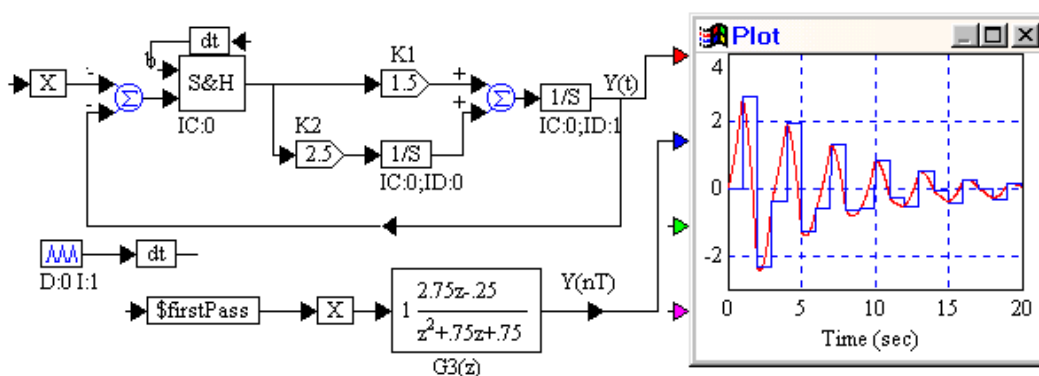 dt
b
X
-
-
Σ
S&H
IC:0
K1
1.5
K2
2.5
1/S
IC:0;ID:0
+
+
Σ
1/S
IC:0;ID:1
Y(t)
D:0 I:1
dt
$firstPass
X
1 2.75z-.25
z²+.75z+.75
G3(z)
Y(nT)
Plot
4
2
0
-2
0 5 10 15 20
Time (sec)